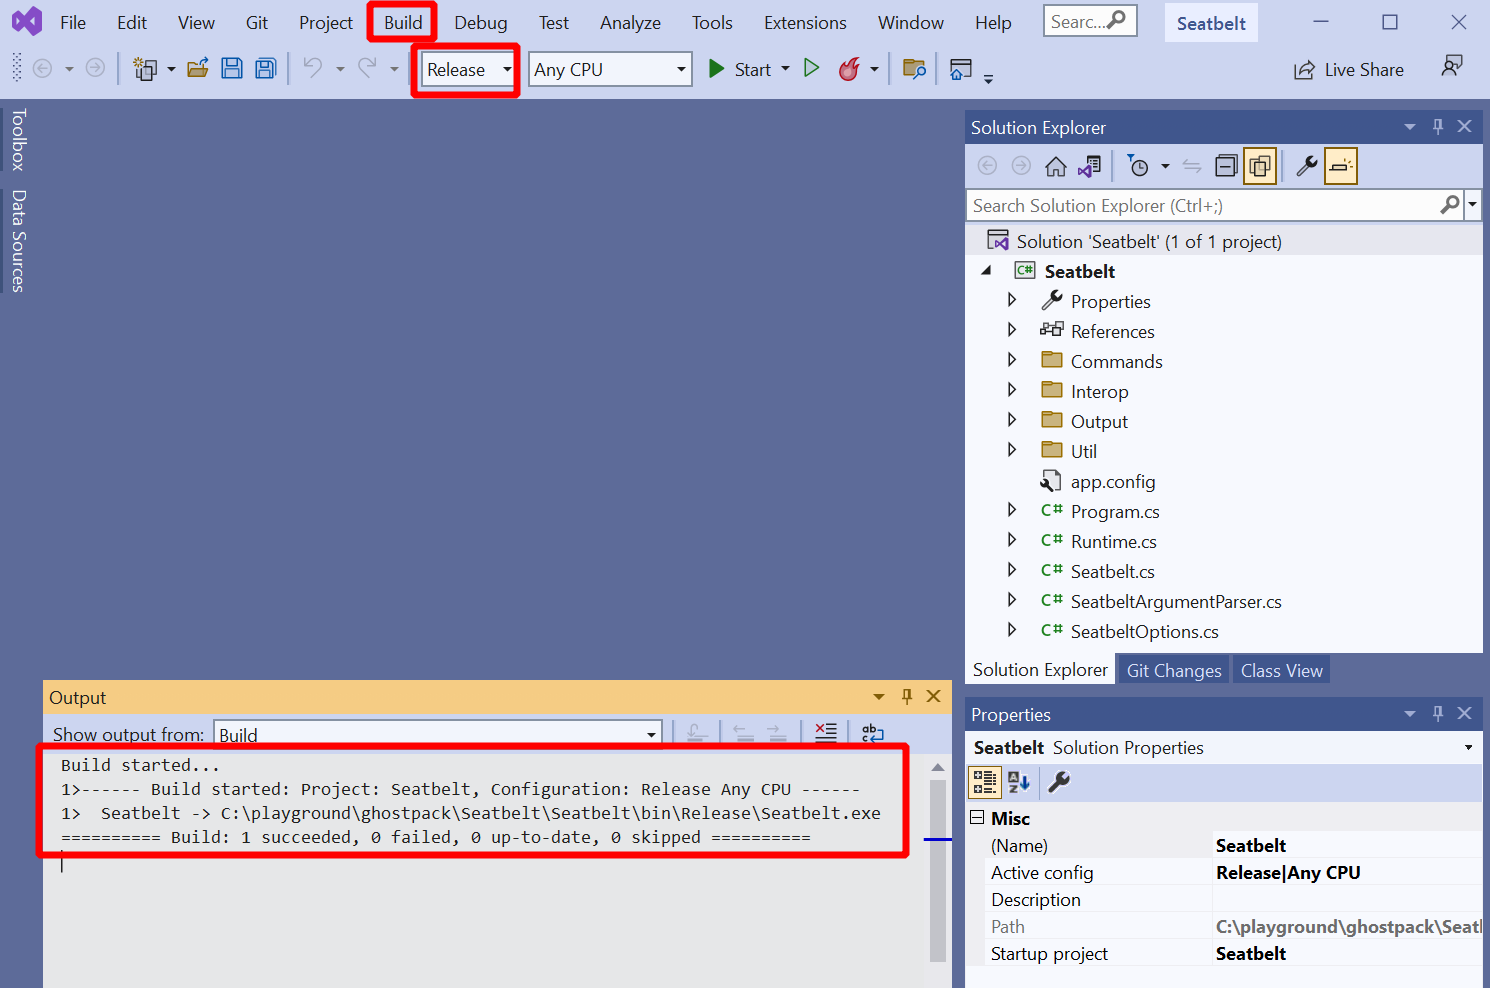 File Edit View Git Project Build Debug Test Analyze Tools Extensions Window Help Searc... Seatbelt
Release Any CPU Start Live Share
Toolbox
Data Sources
Solution Explorer
Search Solution Explorer (Ctrl+;)
Solution 'Seatbelt' (1 of 1 project)
C# Seatbelt
Properties
References
Commands
Interop
Output
Util
app.config
C# Program.cs
C# Runtime.cs
C# Seatbelt.cs
C# SeatbeltArgumentParser.cs
C# SeatbeltOptions.cs
Solution Explorer Git Changes Class View
Output
Show output from: Build
Build started...
1>------ Build started: Project: Seatbelt, Configuration: Release Any CPU ------
1>  Seatbelt -> C:\playground\ghostpack\Seatbelt\Seatbelt\bin\Release\Seatbelt.exe
========== Build: 1 succeeded, 0 failed, 0 up-to-date, 0 skipped ==========
Properties
Seatbelt Solution Properties
Misc
(Name) Seatbelt
Active config Release|Any CPU
Description
Path C:\playground\ghostpack\Seatl
Startup project Seatbelt